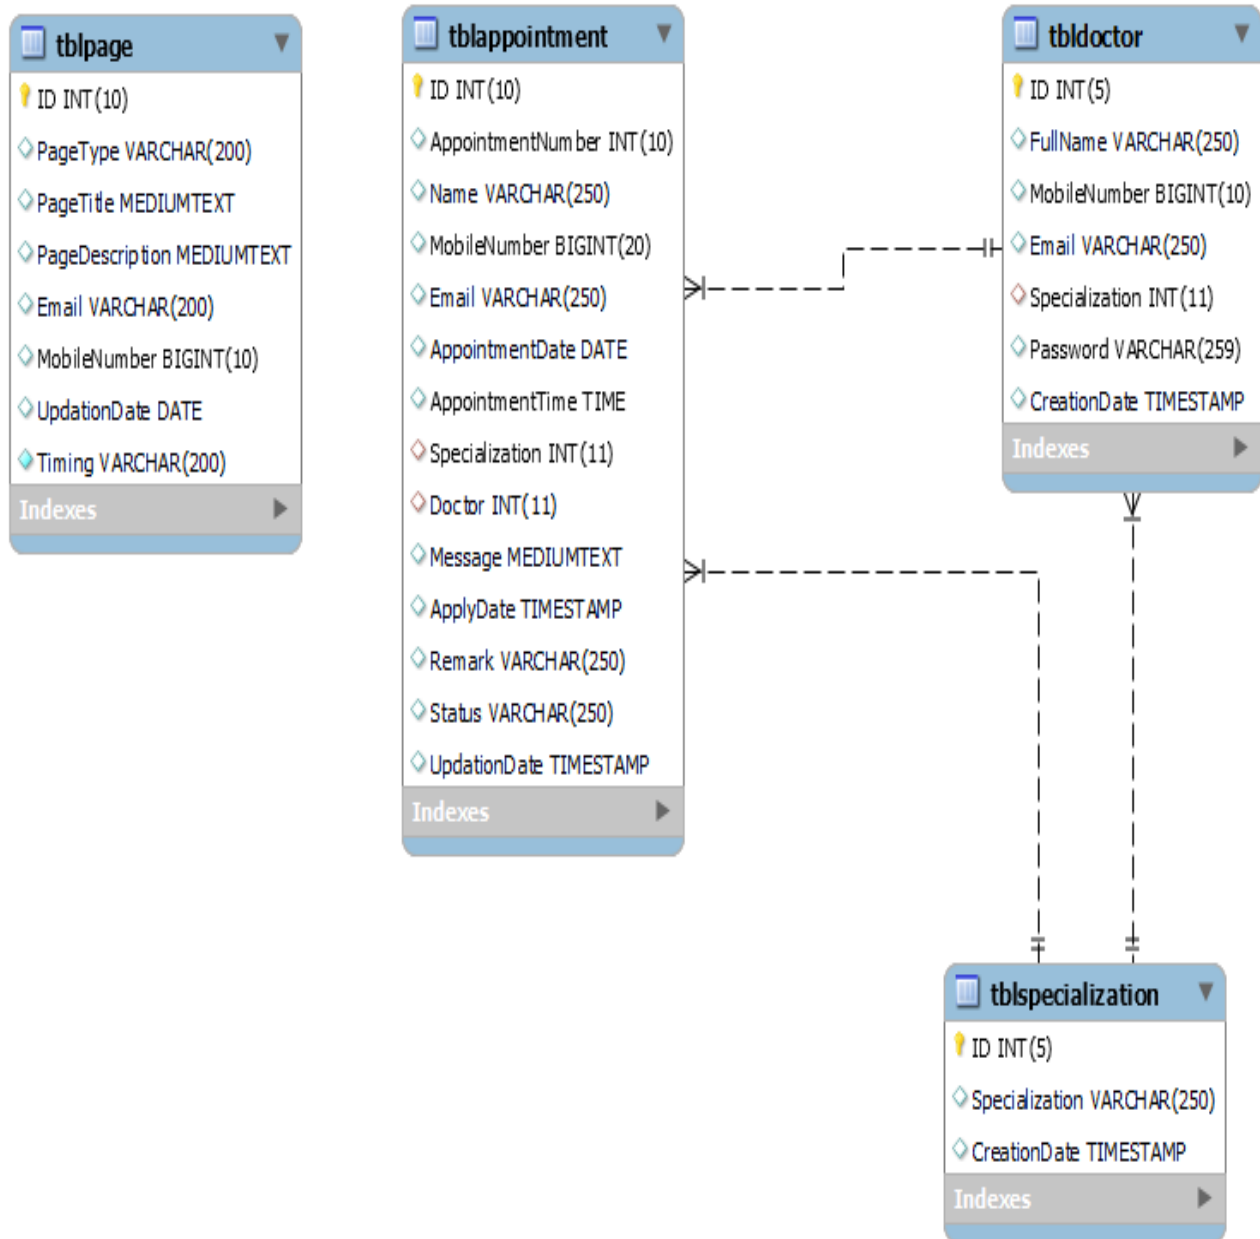 tblpage
ID INT(10)
PageType VARCHAR(200)
PageTitle MEDIUMTEXT
PageDescription MEDIUMTEXT
Email VARCHAR(200)
MobileNumber BIGINT(10)
UpdationDate DATE
Timing VARCHAR(200)
Indexes
tblappointment
ID INT(10)
AppointmentNumber INT(10)
Name VARCHAR(250)
MobileNumber BIGINT(20)
Email VARCHAR(250)
AppointmentDate DATE
AppointmentTime TIME
Specialization INT(11)
Doctor INT(11)
Message MEDIUMTEXT
ApplyDate TIMESTAMP
Remark VARCHAR(250)
Status VARCHAR(250)
UpdationDate TIMESTAMP
Indexes
tbldoctor
ID INT(5)
FullName VARCHAR(250)
MobileNumber BIGINT(10)
Email VARCHAR(250)
Specialization INT(11)
Password VARCHAR(259)
CreationDate TIMESTAMP
Indexes
tblspecialization
ID INT(5)
Specialization VARCHAR(250)
CreationDate TIMESTAMP
Indexes